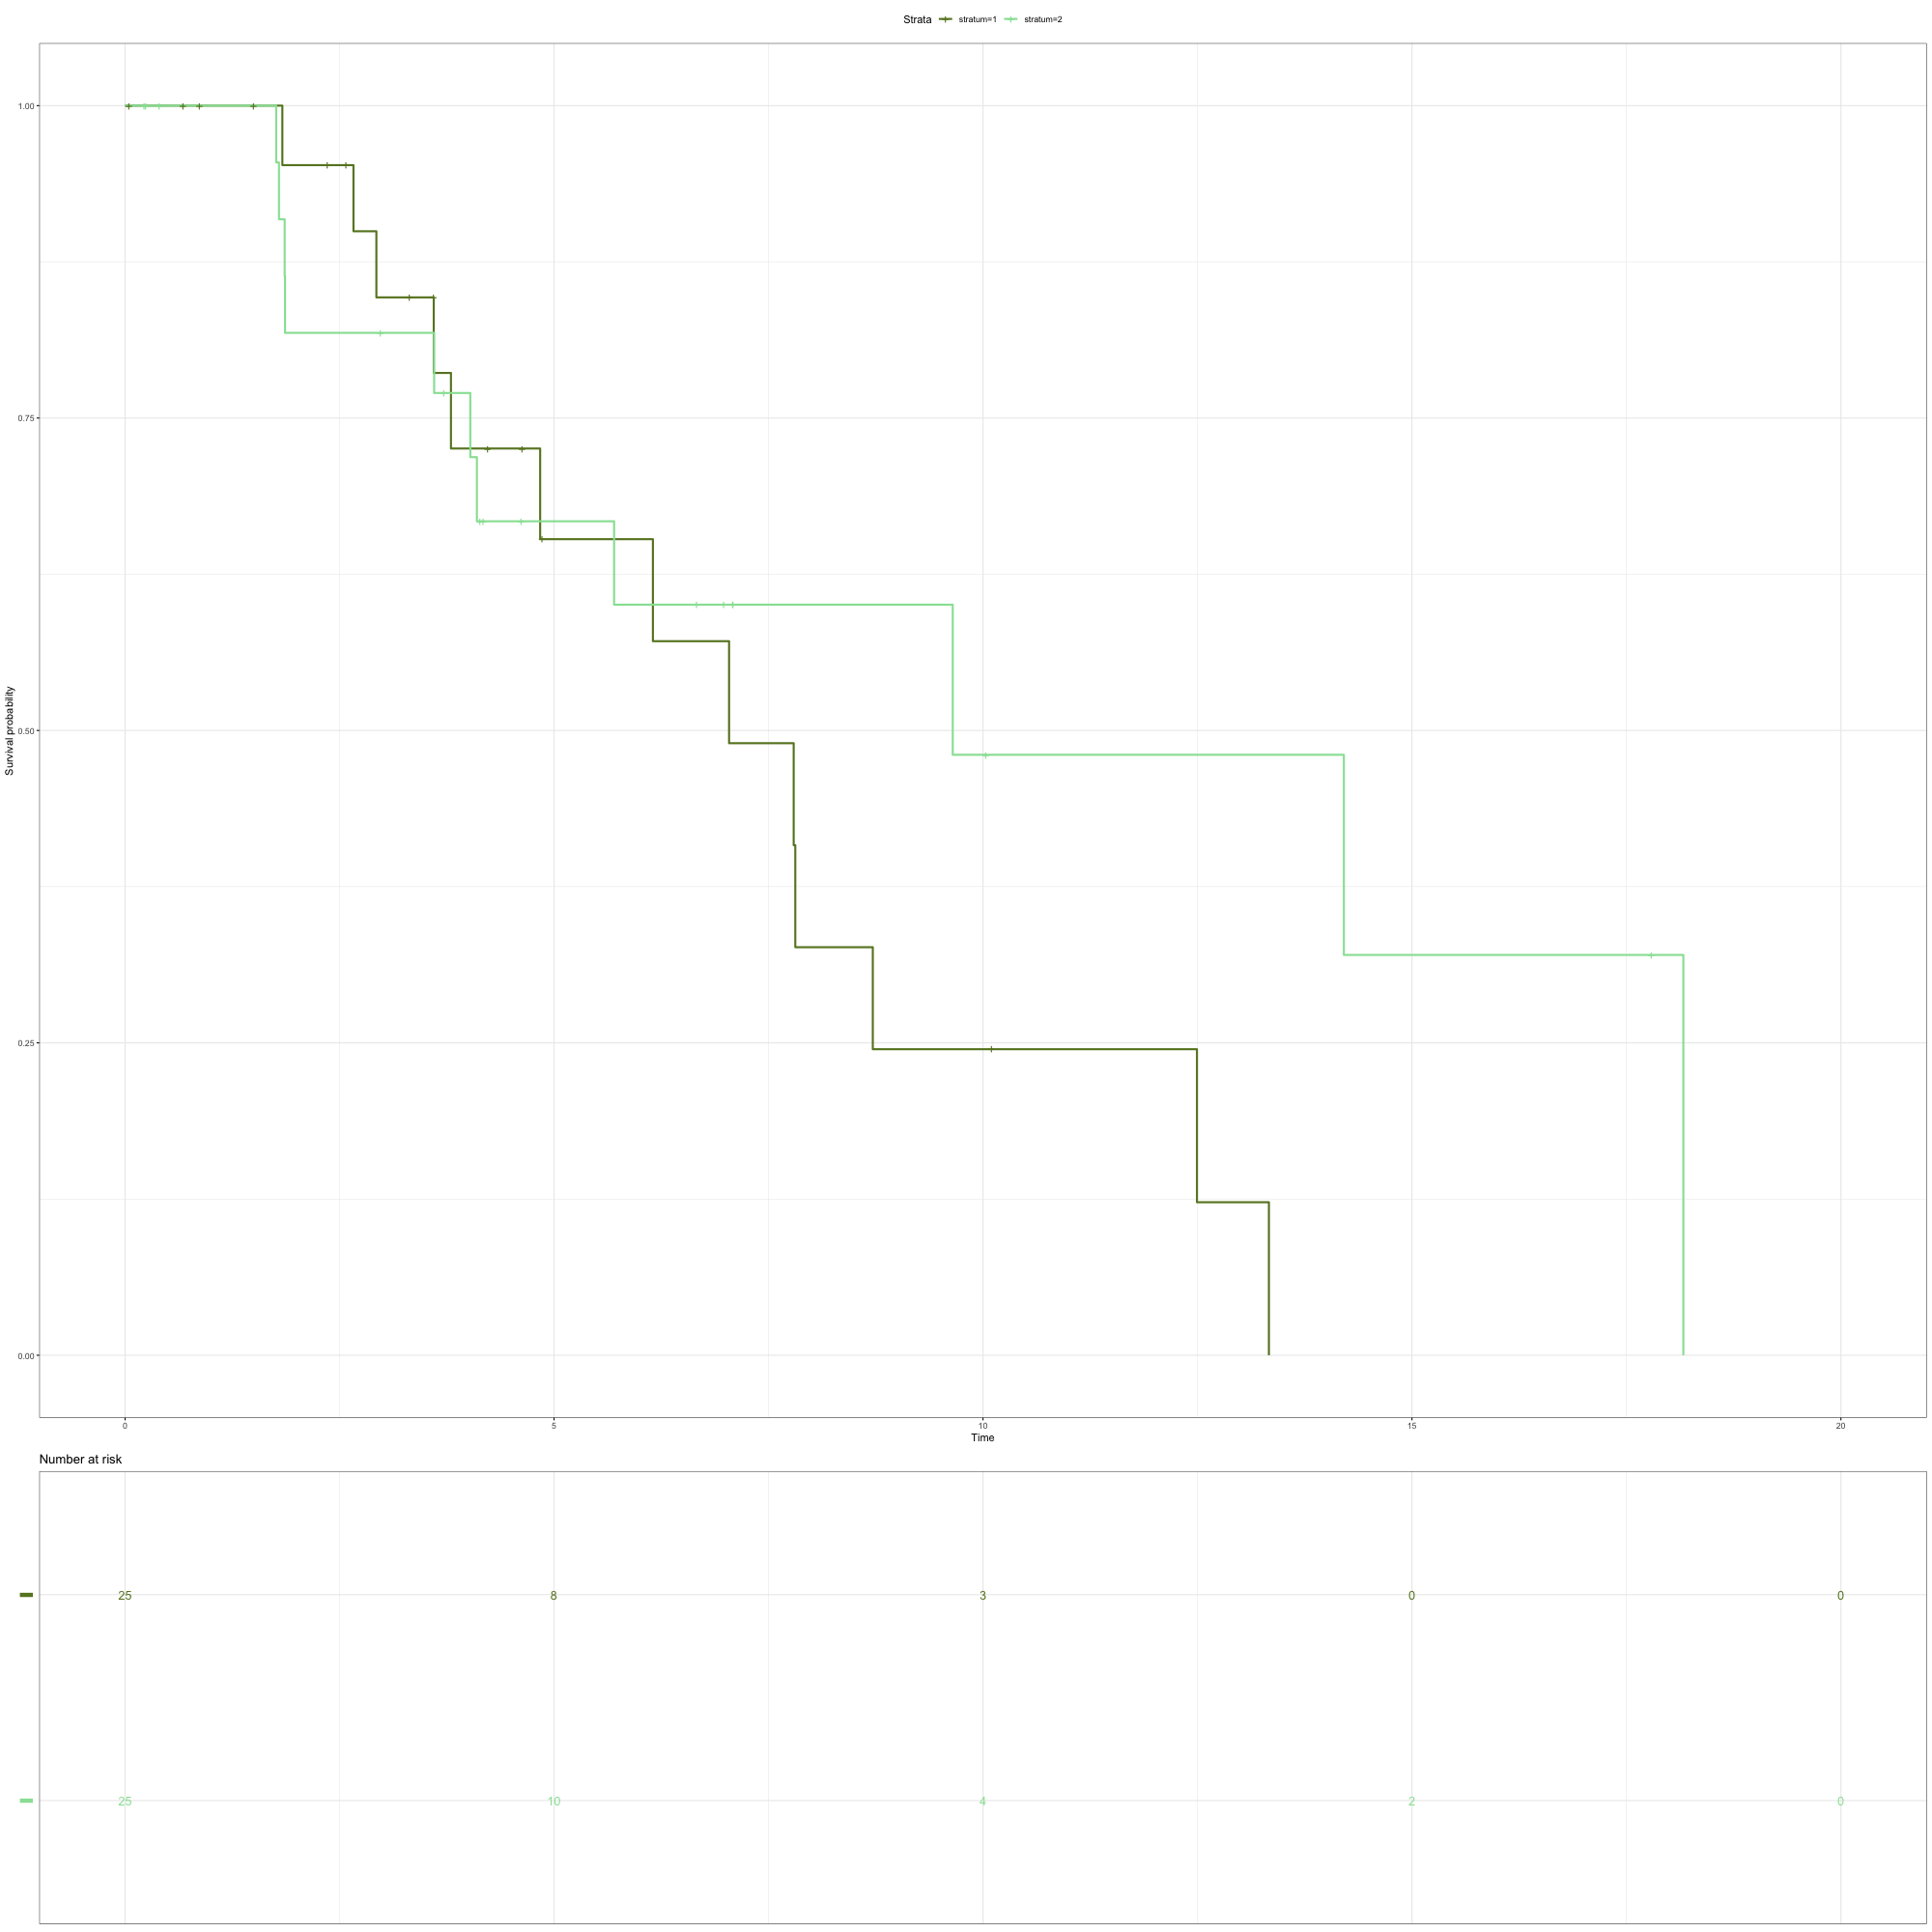 Strata stratum=1 stratum=2
1.00
0.75
0.50
0.25
0.00
Survival probability
0 5 10 15 20
Time
Number at risk
25 8 3 0 0
25 10 4 2 0